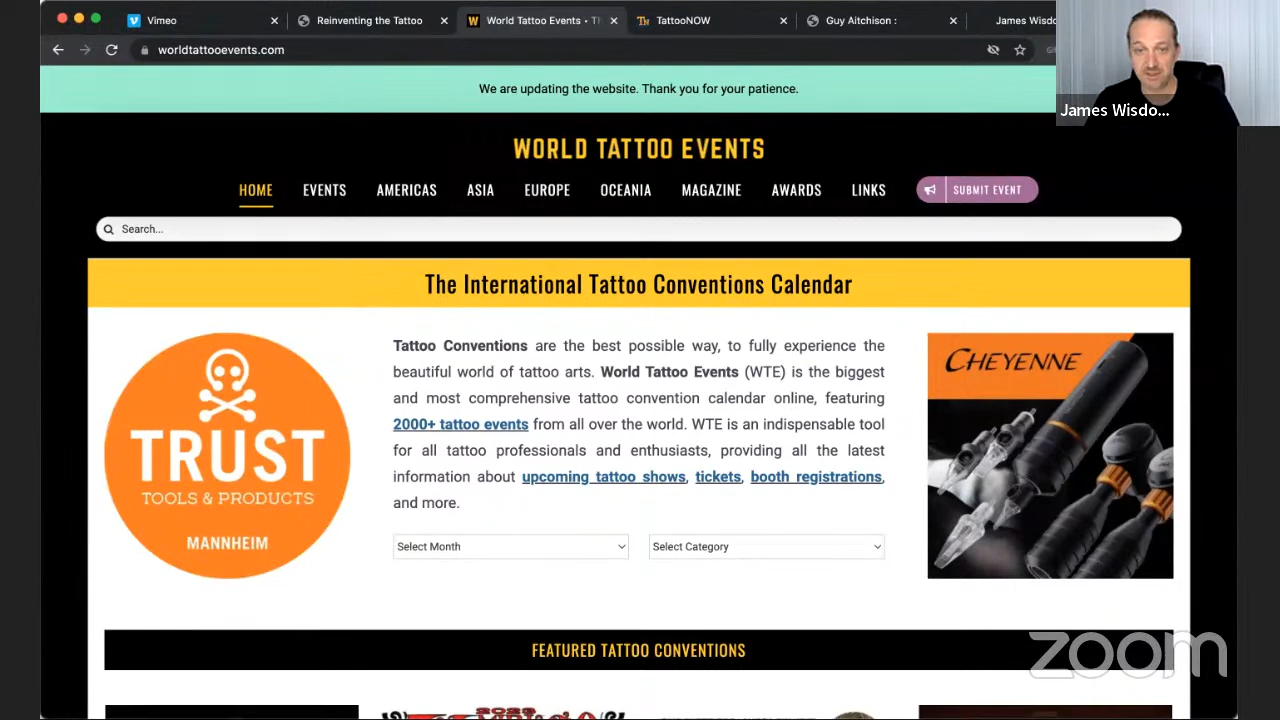 Vimeo
Reinventing the Tattoo
World Tattoo Events • Th
TattooNOW
Guy Aitchison :
James Wisdo
worldtattooevents.com
We are updating the website. Thank you for your patience.
James Wisdo...
WORLD TATTOO EVENTS
HOME EVENTS AMERICAS ASIA EUROPE OCEANIA MAGAZINE AWARDS LINKS SUBMIT EVENT
Search...
The International Tattoo Conventions Calendar
TRUST
TOOLS & PRODUCTS
MANNHEIM
Tattoo Conventions are the best possible way, to fully experience the
beautiful world of tattoo arts. World Tattoo Events (WTE) is the biggest
and most comprehensive tattoo convention calendar online, featuring
2000+ tattoo events from all over the world. WTE is an indispensable tool
for all tattoo professionals and enthusiasts, providing all the latest
information about upcoming tattoo shows, tickets, booth registrations,
and more.
Select Month
Select Category
CHEYENNE
FEATURED TATTOO CONVENTIONS
zoom
2023